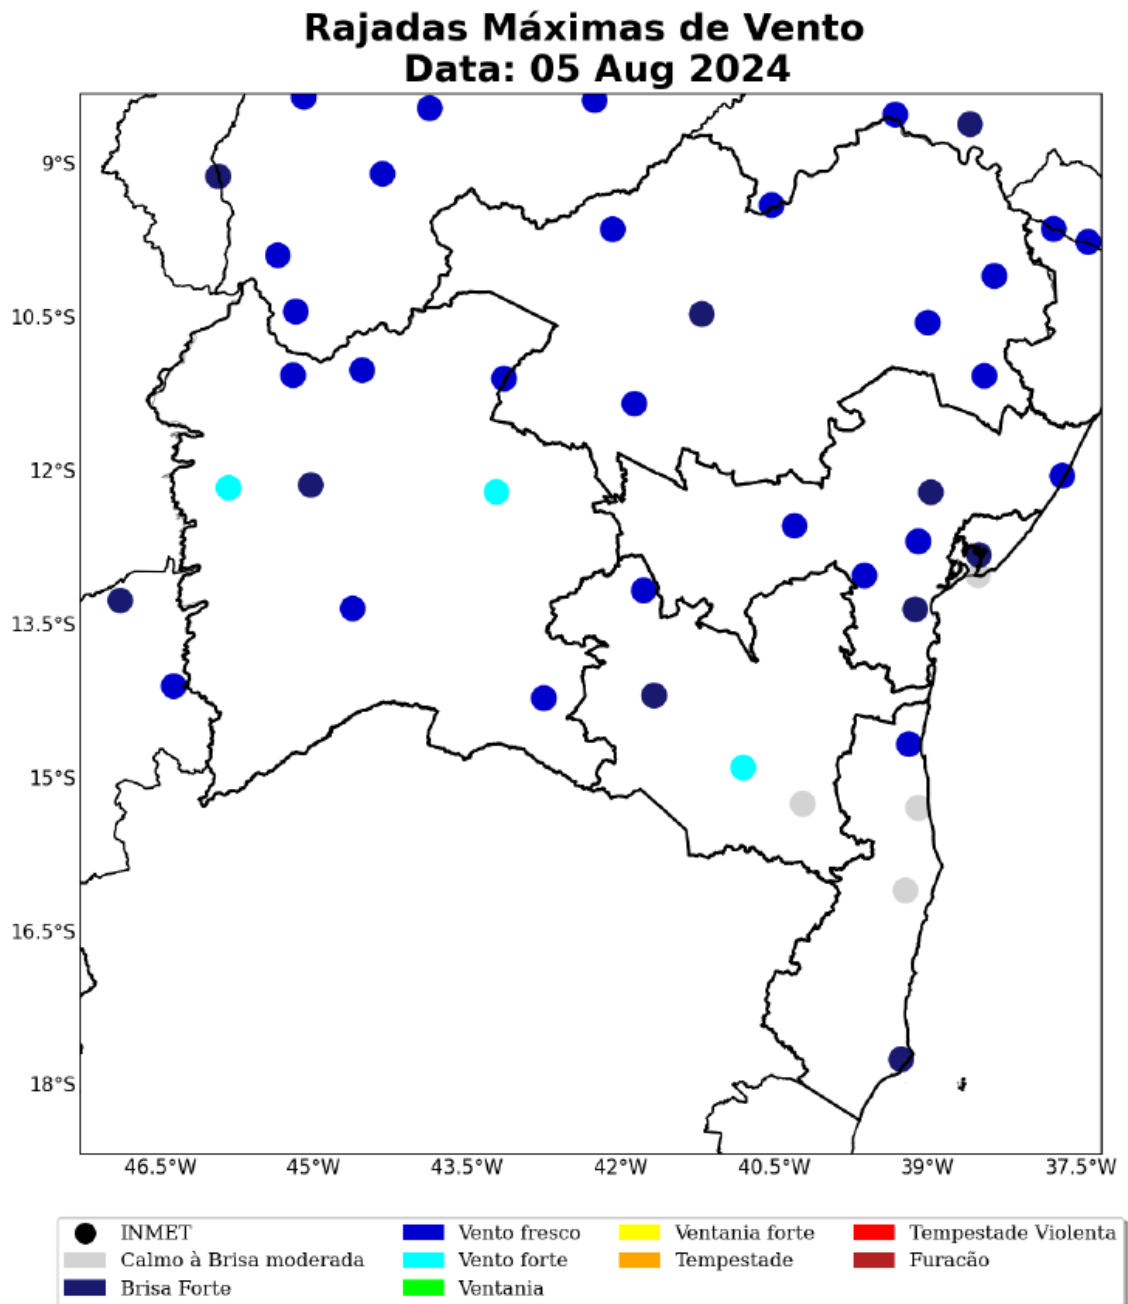 Rajadas Máximas de Vento
Data: 05 Aug 2024
9°S
10.5°S
12°S
13.5°S
15°S
16.5°S
18°S
46.5°W 45°W 43.5°W 42°W 40.5°W 39°W 37.5°W
INMET Vento fresco Ventania forte Tempestade Violenta
Calmo à Brisa moderada Vento forte Tempestade Furacão
Brisa Forte Ventania